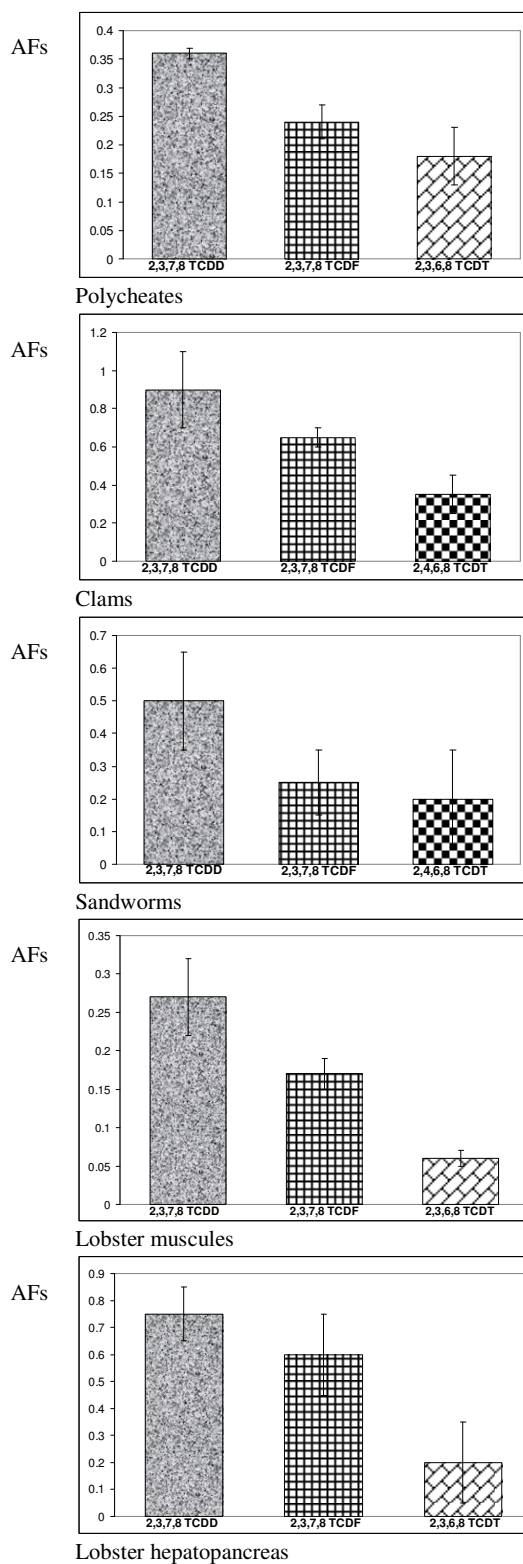 AFs
0.4
0.35
0.3
0.25
0.2
0.15
0.1
0.05
0
2,3,7,8 TCDD 2,3,7,8 TCDF 2,3,6,8 TCDT
Polycheates
AFs
1.2
1
0.8
0.6
0.4
0.2
0
2,3,7,8 TCDD 2,3,7,8 TCDF 2,4,6,8 TCDT
Clams
AFs
0.7
0.6
0.5
0.4
0.3
0.2
0.1
0
2,3,7,8 TCDD 2,3,7,8 TCDF 2,4,6,8 TCDT
Sandworms
AFs
0.35
0.3
0.25
0.2
0.15
0.1
0.05
0
2,3,7,8 TCDD 2,3,7,8 TCDF 2,3,6,8 TCDT
Lobster muscules
AFs
0.9
0.8
0.7
0.6
0.5
0.4
0.3
0.2
0.1
0
2,3,7,8 TCDD 2,3,7,8 TCDF 2,3,6,8 TCDT
Lobster hepatopancreas